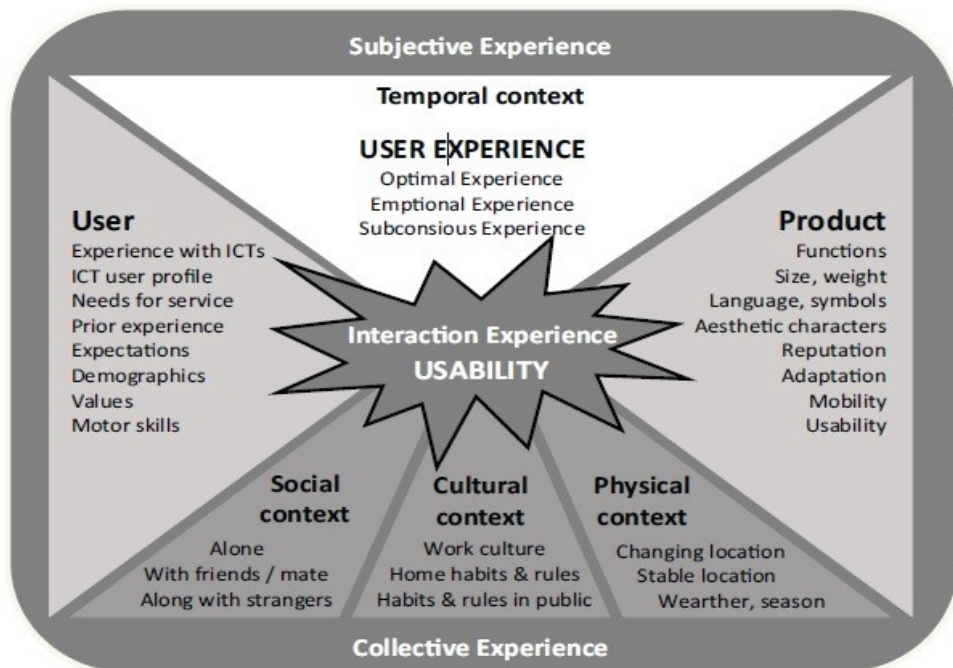 Subjective Experience
Temporal context
USER EXPERIENCE
Optimal Experience
Emptional Experience
Subconsious Experience
User
Experience with ICTs
ICT user profile
Needs for service
Prior experience
Expectations
Demographics
Values
Motor skills
Product
Functions
Size, weight
Language, symbols
Aesthetic characters
Reputation
Adaptation
Mobility
Usability
Interaction Experience
USABILITY
Social
context
Alone
With friends / mate
Along with strangers
Cultural
context
Work culture
Home habits & rules
Habits & rules in public
Physical
context
Changing location
Stable location
Wearther, season
Collective Experience